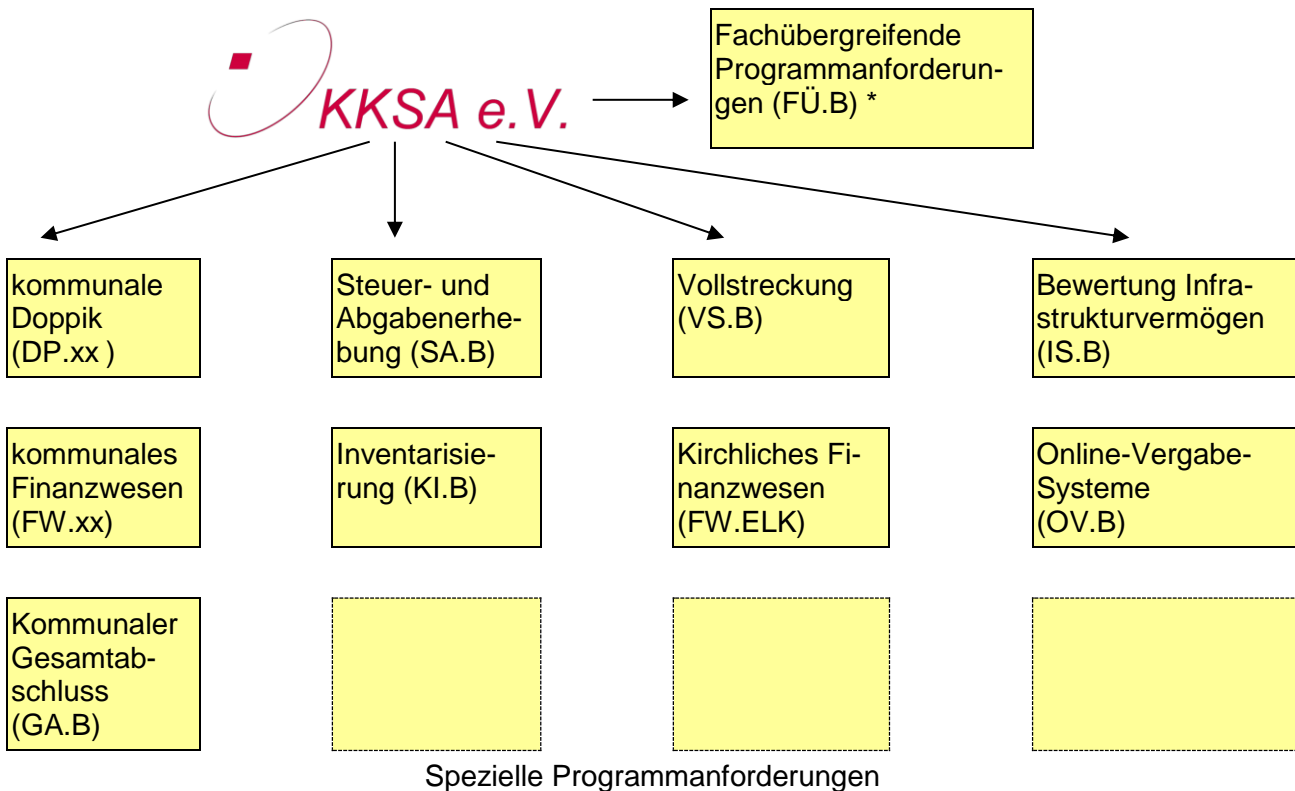 KKSA e.V.
Fachübergreifende
Programmanforderun-
gen (FÜ.B) *
kommunale
Doppik
(DP.xx )
Steuer- und
Abgabenerhe-
bung (SA.B)
Vollstreckung
(VS.B)
Bewertung Infra-
strukturvermögen
(IS.B)
kommunales
Finanzwesen
(FW.xx)
Inventarisie-
rung (KI.B)
Kirchliches Fi-
nanzwesen
(FW.ELK)
Online-Vergabe-
Systeme
(OV.B)
Kommunaler
Gesamtab-
schluss
(GA.B)
Spezielle Programmanforderungen